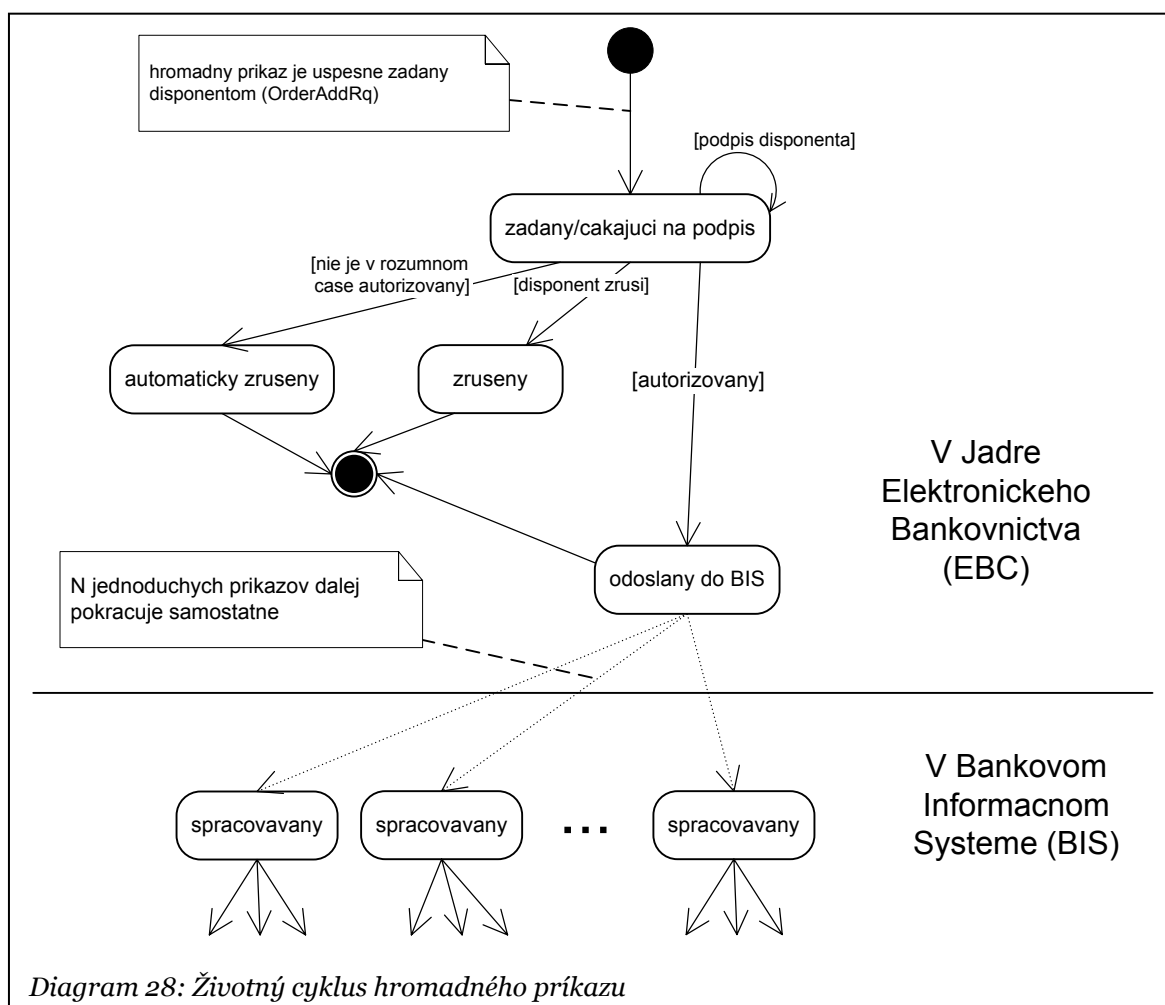 hromadny prikaz je uspesne zadany
disponentom (OrderAddRq)
[podpis disponenta]
zadany/cakajuci na podpis
[nie je v rozumnom
case autorizovany]
[disponent zrusi]
automaticky zruseny
zruseny
[autorizovany]
V Jadre
Elektronickeho
Bankovnictva
(EBC)
N jednoduchych prikazov dalej
pokracuje samostatne
odoslany do BIS
V Bankovom
Informacnom
Systeme (BIS)
spracovavany
spracovavany
...
spracovavany
Diagram 28: Životný cyklus hromadného príkazu